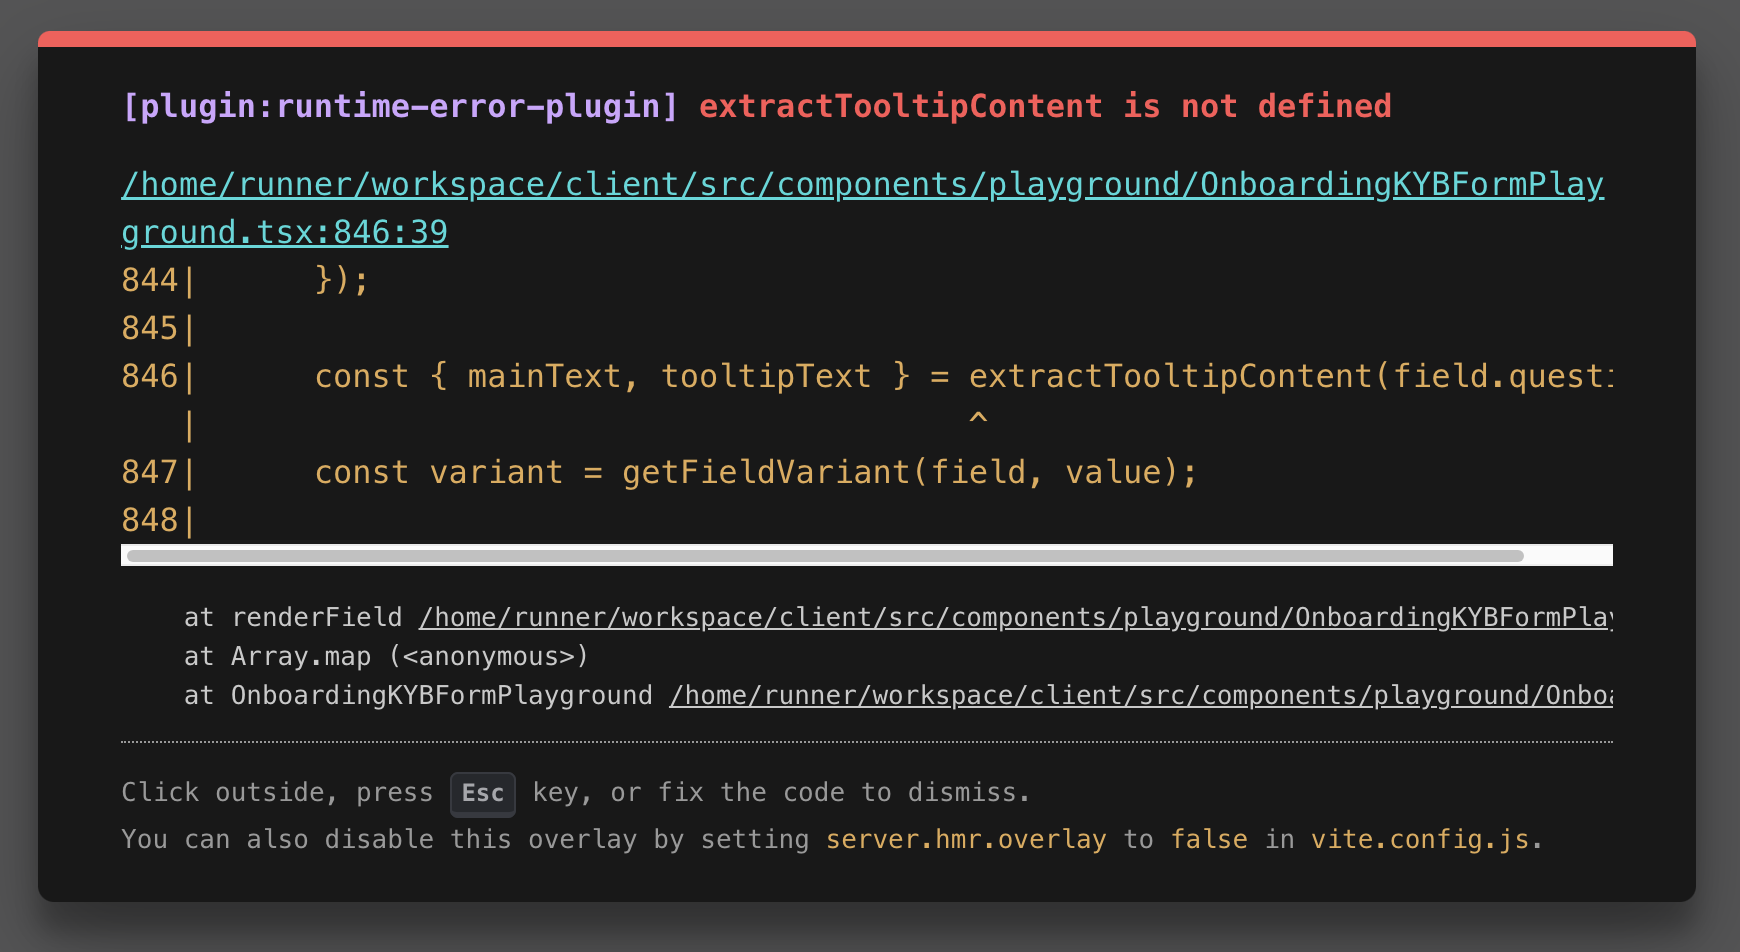 [plugin:runtime-error-plugin] extractTooltipContent is not defined
/home/runner/workspace/client/src/components/playground/OnboardingKYBFormPlay
ground.tsx:846:39
844|      });
845|
846|      const { mainText, tooltipText } = extractTooltipContent(field.questi
   |                                        ^
847|      const variant = getFieldVariant(field, value);
848|
    at renderField /home/runner/workspace/client/src/components/playground/OnboardingKYBFormPlay
    at Array.map (<anonymous>)
    at OnboardingKYBFormPlayground /home/runner/workspace/client/src/components/playground/Onboa
Click outside, press Esc key, or fix the code to dismiss.
You can also disable this overlay by setting server.hmr.overlay to false in vite.config.js.